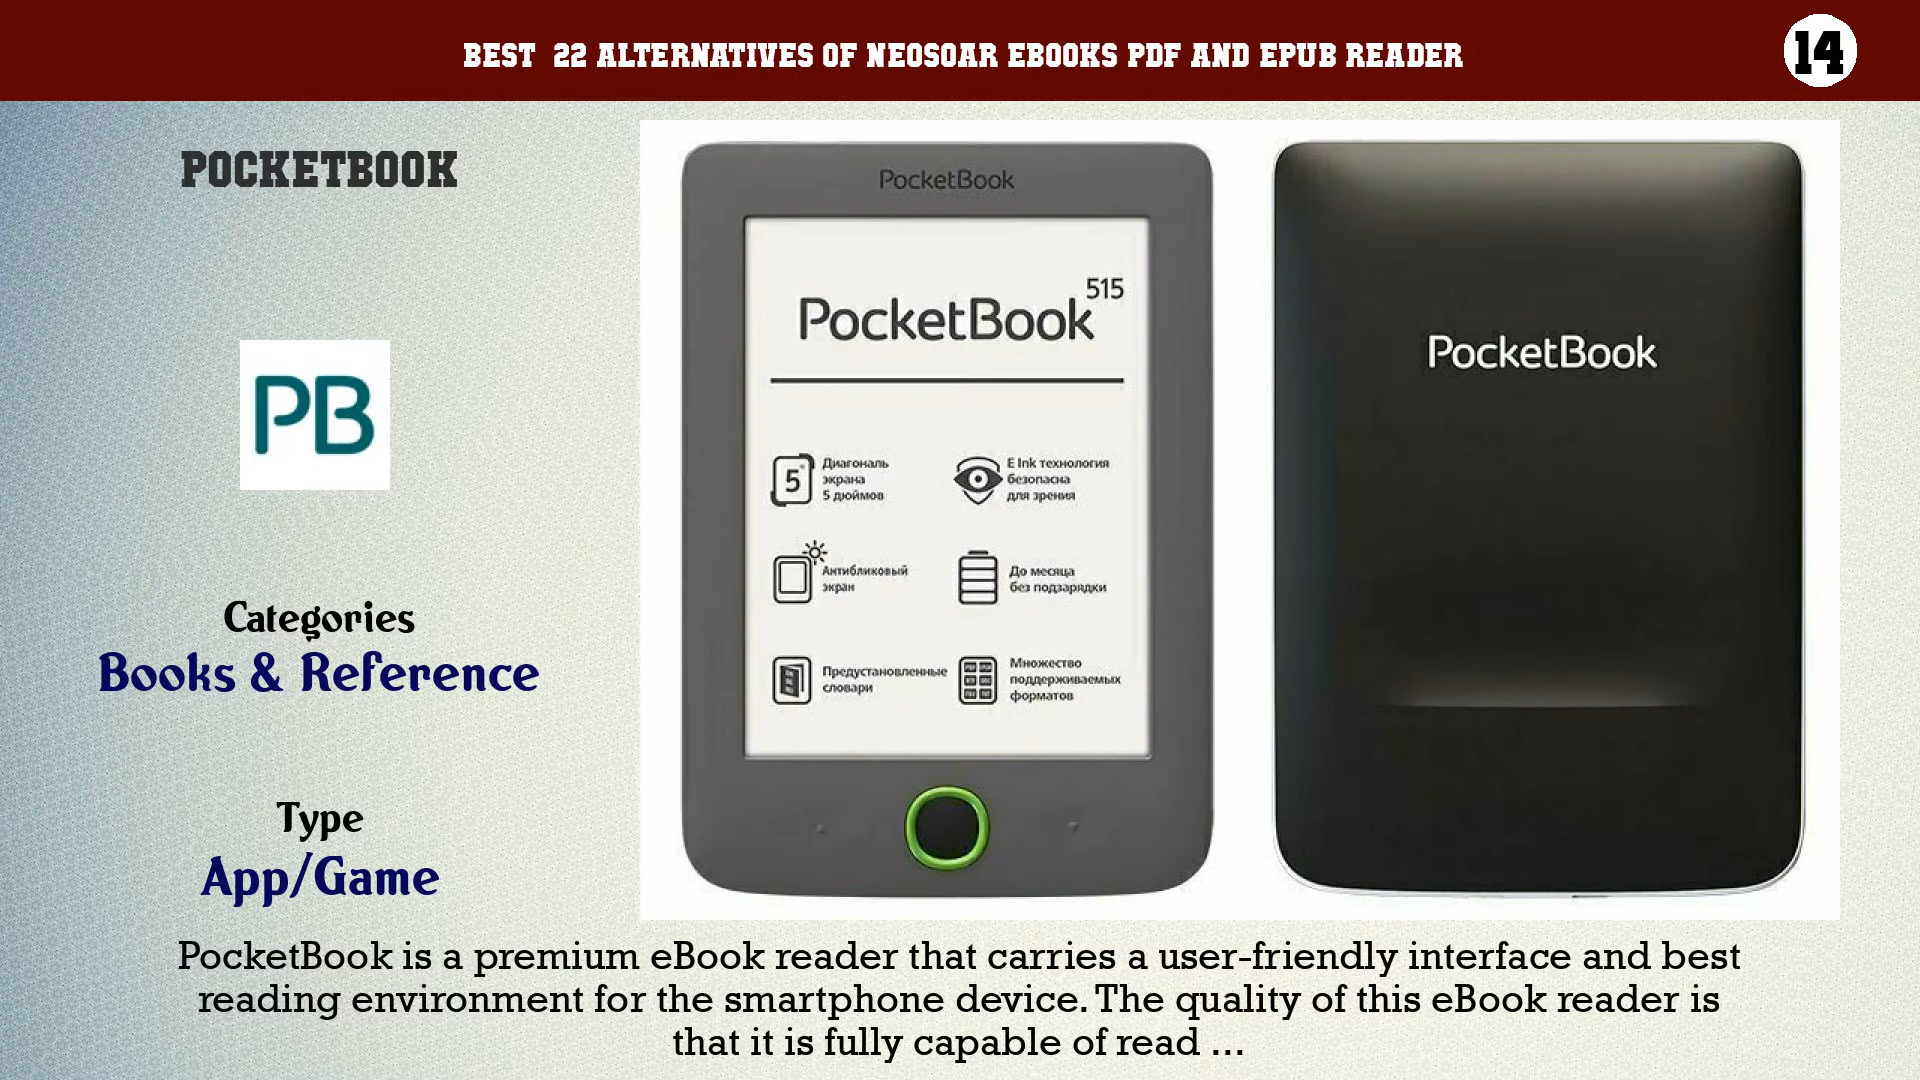 BEST 22 ALTERNATIVES OF NEOSOAR EBOOKS PDF AND EPUB READER
14
POCKETBOOK
PB
Categories
Books & Reference
Type
App/Game
PocketBook
PocketBook 515
5"
Диагональ
экрана
5 дюймов
E Ink технология
безопасна
для зрения
Антибликовый
экран
До месяца
без подзарядки
Предустановленные
словари
Множество
поддерживаемых
форматов
PocketBook
PocketBook is a premium eBook reader that carries a user-friendly interface and best
reading environment for the smartphone device. The quality of this eBook reader is
that it is fully capable of read ...